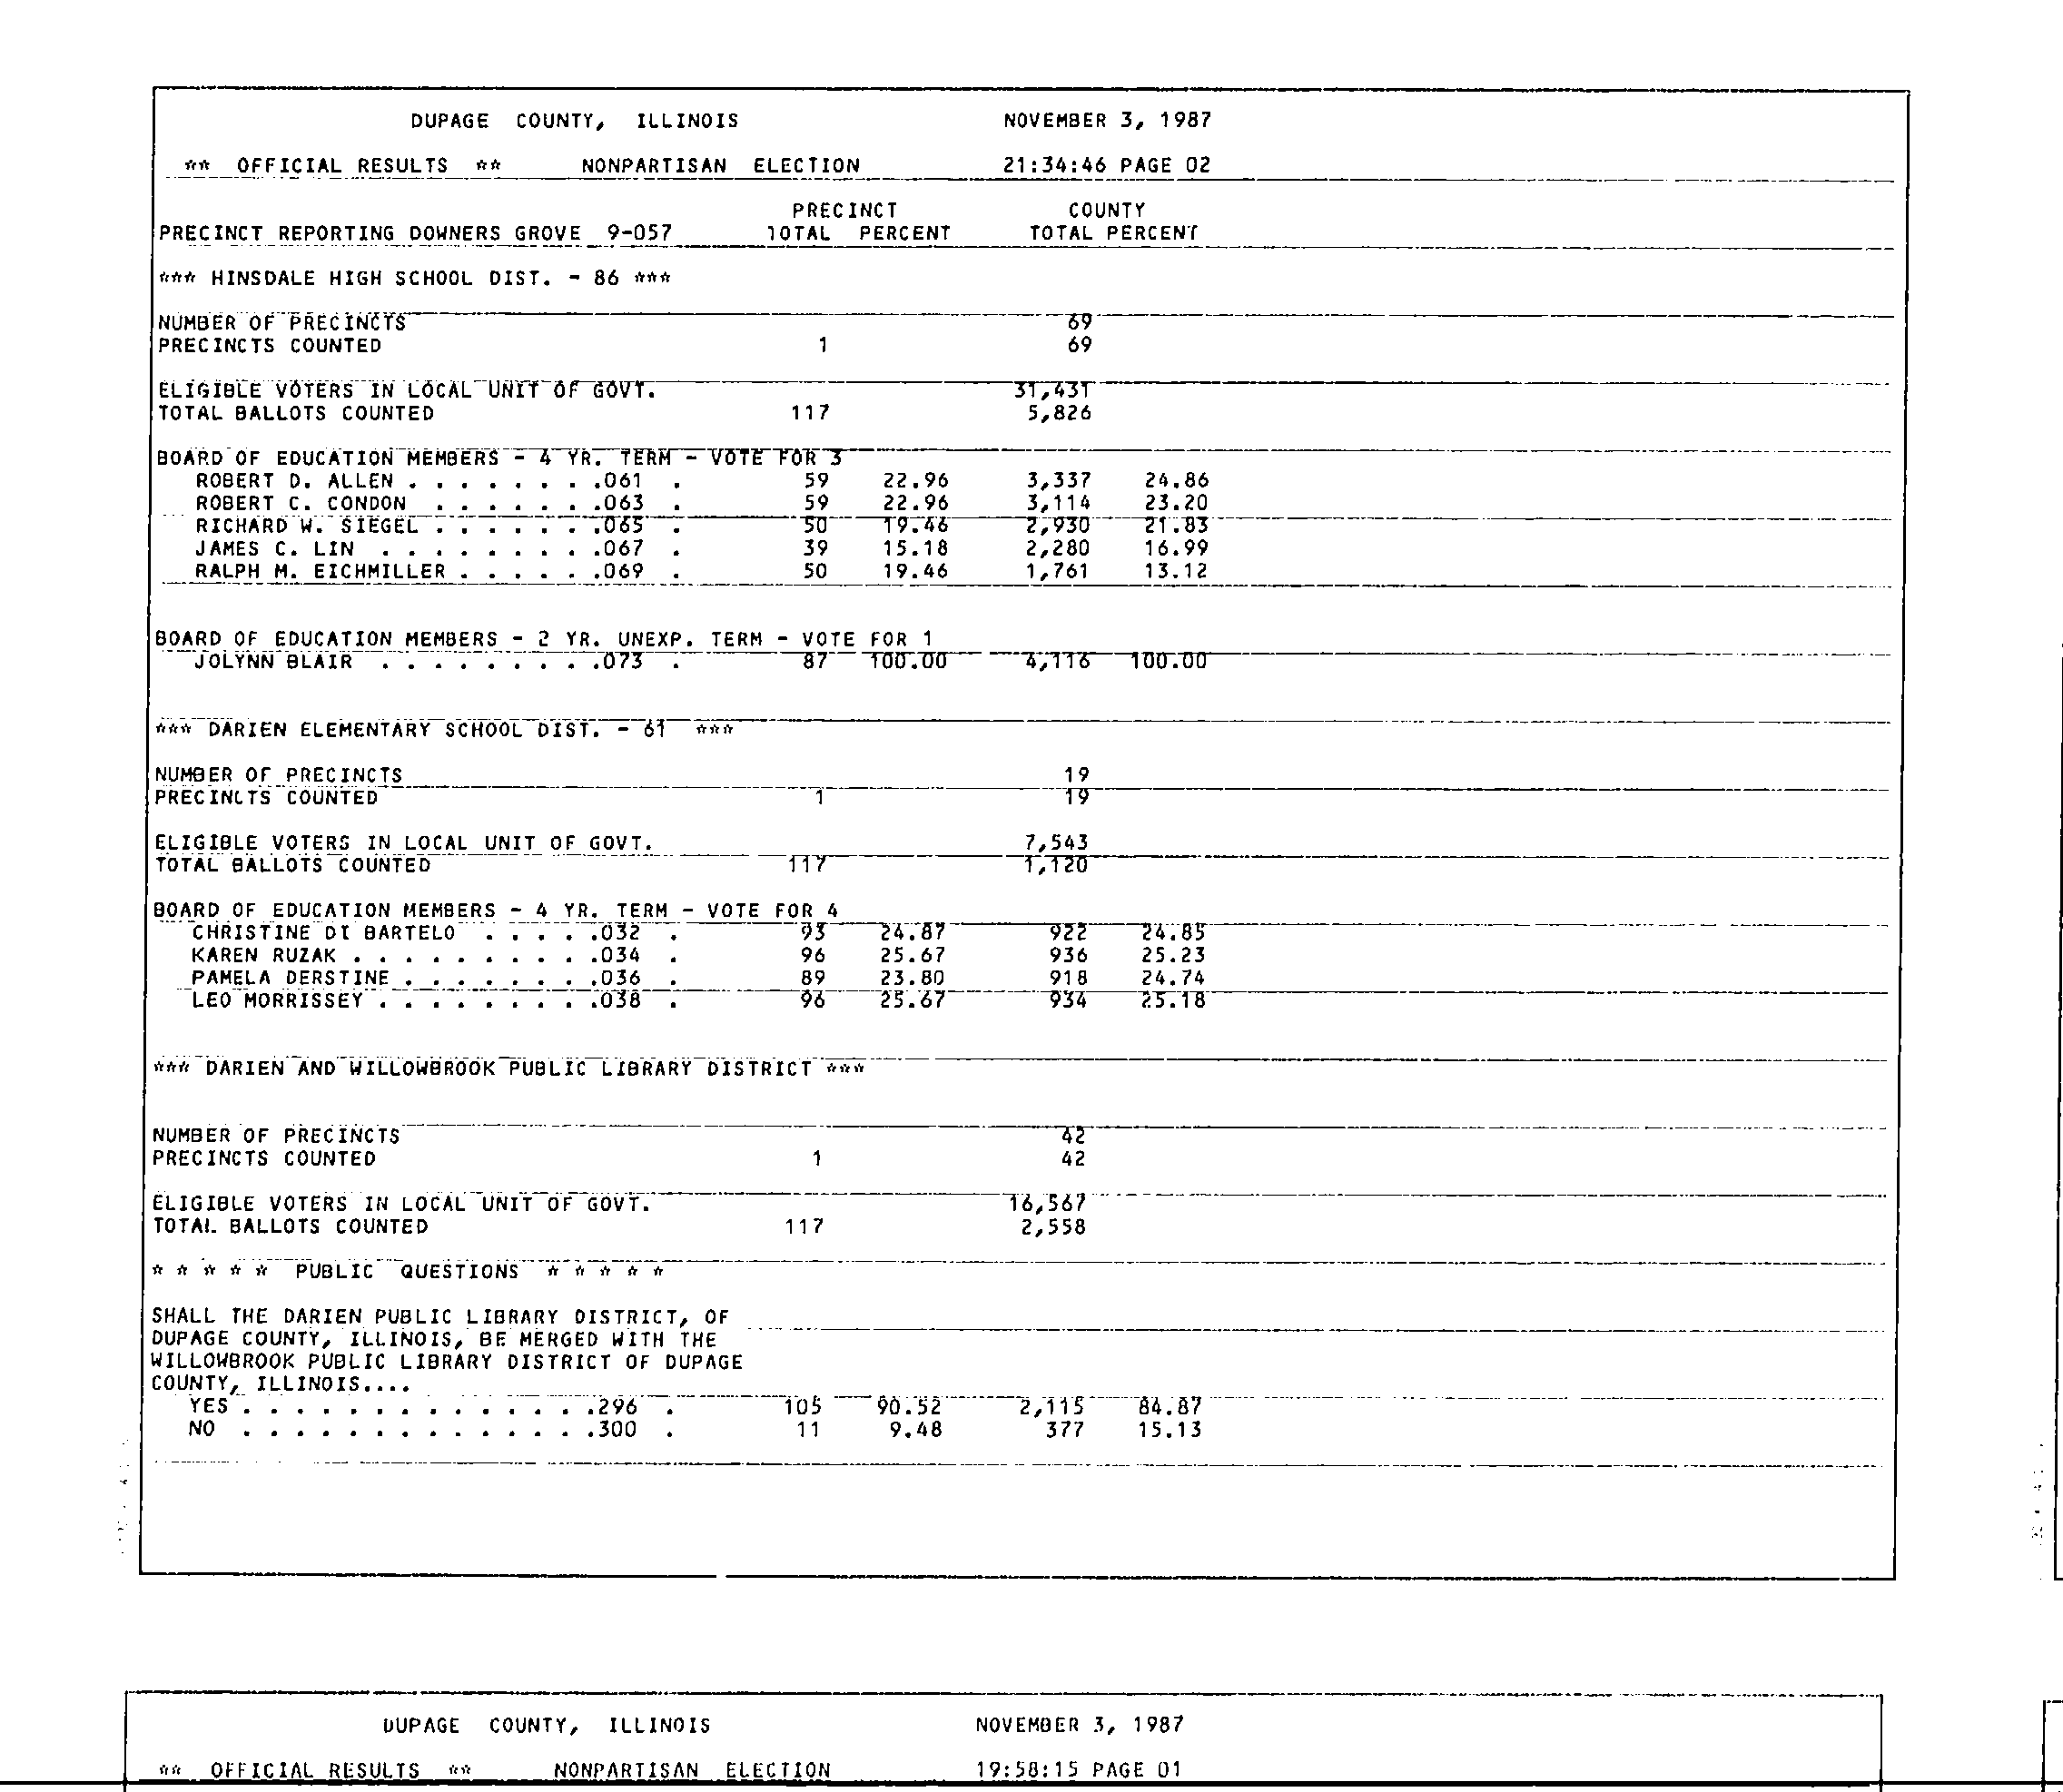 DUPAGE COUNTY, ILLINOIS NOVEMBER 3, 1987
** OFFICIAL RESULTS ** NONPARTISAN ELECTION 21:34:46 PAGE 02
PRECINCT COUNTY
PRECINCT REPORTING DOWNERS GROVE 9-057 TOTAL PERCENT TOTAL PERCENT
*** HINSDALE HIGH SCHOOL DIST. - 86 ***
NUMBER OF PRECINCTS 69
PRECINCTS COUNTED 1 69
ELIGIBLE VOTERS IN LOCAL UNIT OF GOVT. 31,431
TOTAL BALLOTS COUNTED 117 5,826
BOARD OF EDUCATION MEMBERS - 4 YR. TERM - VOTE FOR 3
ROBERT D. ALLEN . . . . . . . .061 . 59 22.96 3,337 24.86
ROBERT C. CONDON . . . . . . .063 . 59 22.96 3,114 23.20
RICHARD W. SIEGEL . . . . . . .065 . 50 19.46 2,930 21.83
JAMES C. LIN . . . . . . . . .067 . 39 15.18 2,280 16.99
RALPH M. EICHMILLER . . . . . .069 . 50 19.46 1,761 13.12
BOARD OF EDUCATION MEMBERS - 2 YR. UNEXP. TERM - VOTE FOR 1
JOLYNN BLAIR . . . . . . . . .073 . 87 100.00 4,116 100.00
*** DARIEN ELEMENTARY SCHOOL DIST. - 61 ***
NUMBER OF PRECINCTS 19
PRECINCTS COUNTED 1 19
ELIGIBLE VOTERS IN LOCAL UNIT OF GOVT. 7,543
TOTAL BALLOTS COUNTED 117 1,120
BOARD OF EDUCATION MEMBERS - 4 YR. TERM - VOTE FOR 4
CHRISTINE DI BARTELO . . . . .032 . 93 24.87 922 24.85
KAREN RUZAK . . . . . . . . . .034 . 96 25.67 936 25.23
PAMELA DERSTINE . . . . . . . .036 . 89 23.80 918 24.74
LEO MORRISSEY . . . . . . . . .038 . 96 25.67 934 25.18
*** DARIEN AND WILLOWBROOK PUBLIC LIBRARY DISTRICT ***
NUMBER OF PRECINCTS 42
PRECINCTS COUNTED 1 42
ELIGIBLE VOTERS IN LOCAL UNIT OF GOVT. 16,567
TOTAL BALLOTS COUNTED 117 2,558
* * * * * PUBLIC QUESTIONS * * * * *
SHALL THE DARIEN PUBLIC LIBRARY DISTRICT, OF
DUPAGE COUNTY, ILLINOIS, BE MERGED WITH THE
WILLOWBROOK PUBLIC LIBRARY DISTRICT OF DUPAGE
COUNTY, ILLINOIS....
YES . . . . . . . . . . . . . .296 . 105 90.52 2,115 84.87
NO . . . . . . . . . . . . . .300 . 11 9.48 377 15.13
DUPAGE COUNTY, ILLINOIS NOVEMBER 3, 1987
** OFFICIAL RESULTS ** NONPARTISAN ELECTION 19:58:15 PAGE 01